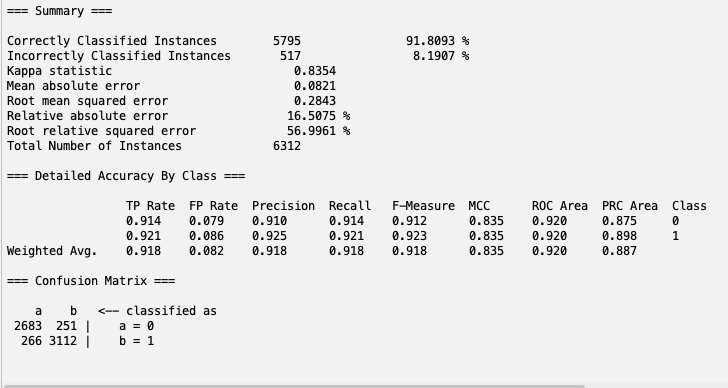 === Summary ===
Correctly Classified Instances 5795 91.8093 %
Incorrectly Classified Instances 517 8.1907 %
Kappa statistic 0.8354
Mean absolute error 0.0821
Root mean squared error 0.2843
Relative absolute error 16.5075 %
Root relative squared error 56.9961 %
Total Number of Instances 6312
=== Detailed Accuracy By Class ===
TP Rate FP Rate Precision Recall F-Measure MCC ROC Area PRC Area Class
0.914 0.079 0.910 0.914 0.912 0.835 0.920 0.875 0
0.921 0.086 0.925 0.921 0.923 0.835 0.920 0.898 1
Weighted Avg. 0.918 0.082 0.918 0.918 0.918 0.835 0.920 0.887
=== Confusion Matrix ===
a b <-- classified as
2683 251 | a = 0
266 3112 | b = 1